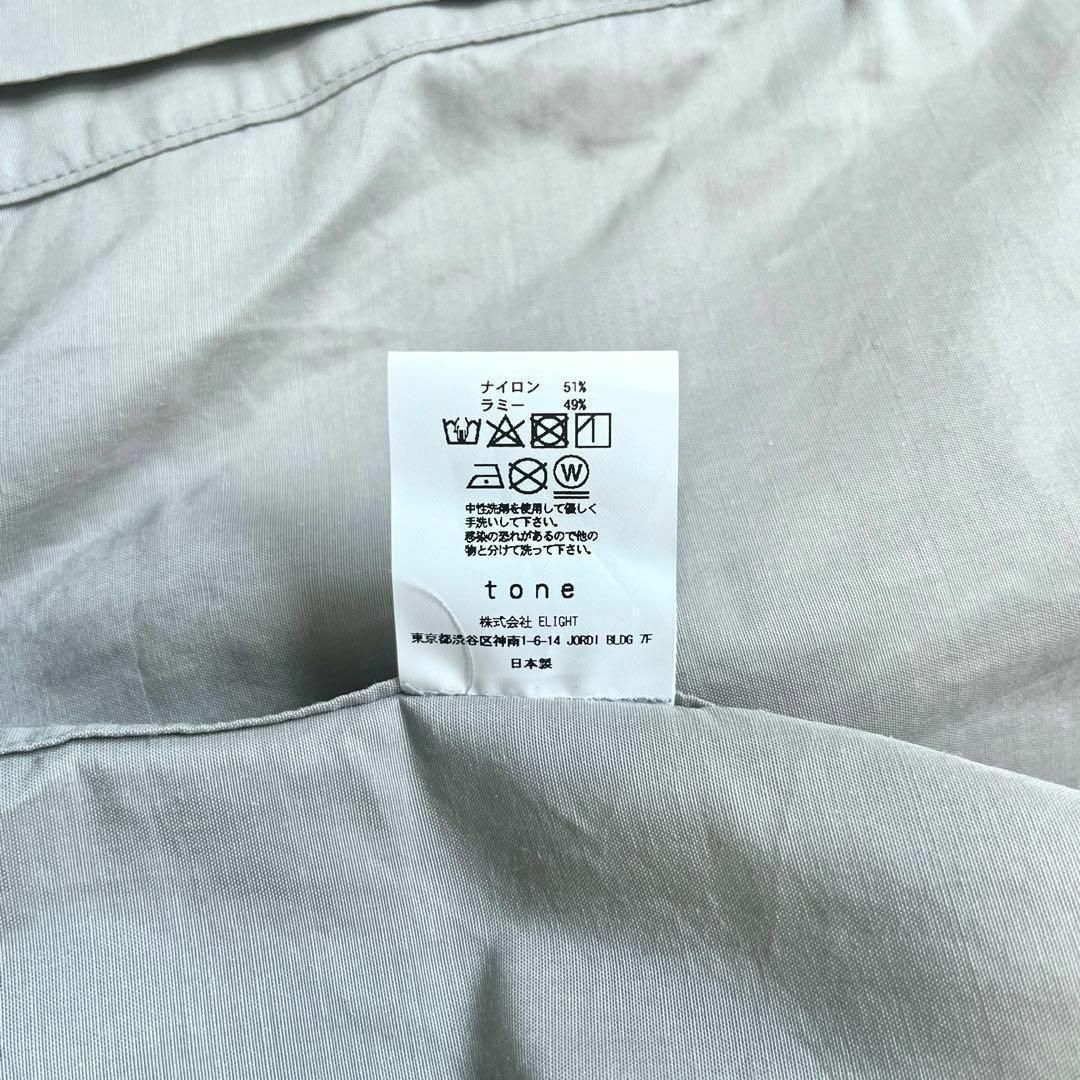 ナイロン 51%
ラミー 49%
W
中性洗剤を使用して優しく
手洗いして下さい。
移染の恐れがあるので他の
物と分けて洗って下さい。
tone
株式会社 ELIGHT
東京都渋谷区神南1-6-14 JORDI BLDG 7F
日本製